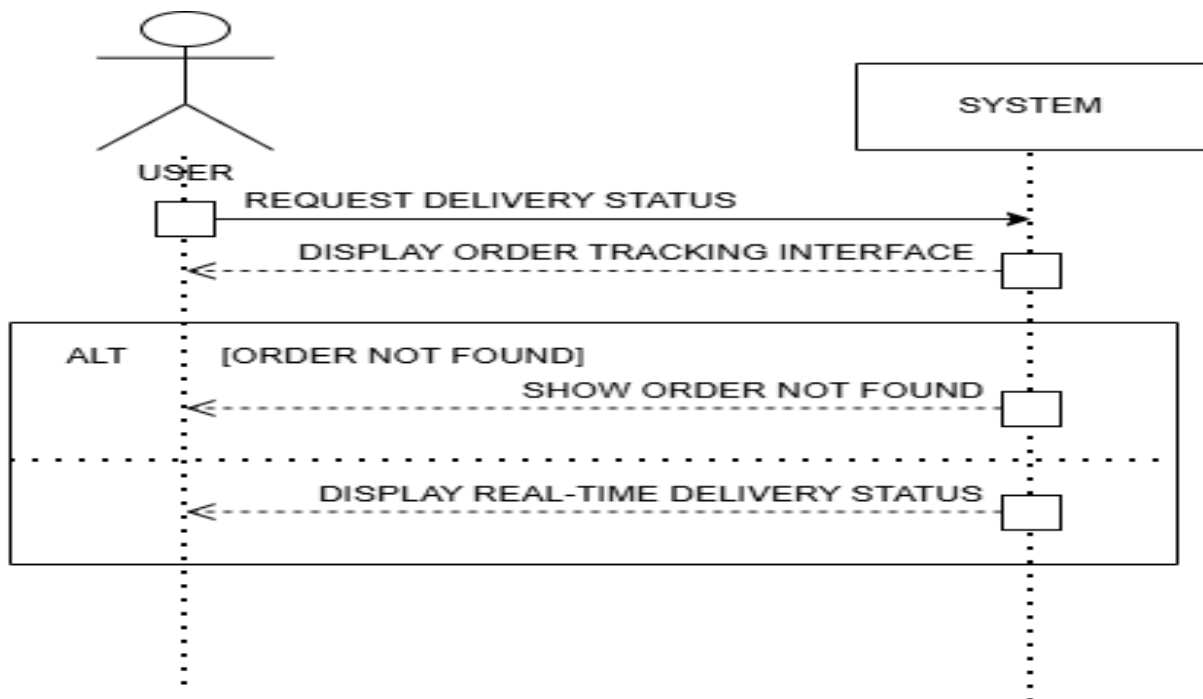 SYSTEM
USER
REQUEST DELIVERY STATUS
DISPLAY ORDER TRACKING INTERFACE
ALT [ORDER NOT FOUND]
SHOW ORDER NOT FOUND
DISPLAY REAL-TIME DELIVERY STATUS